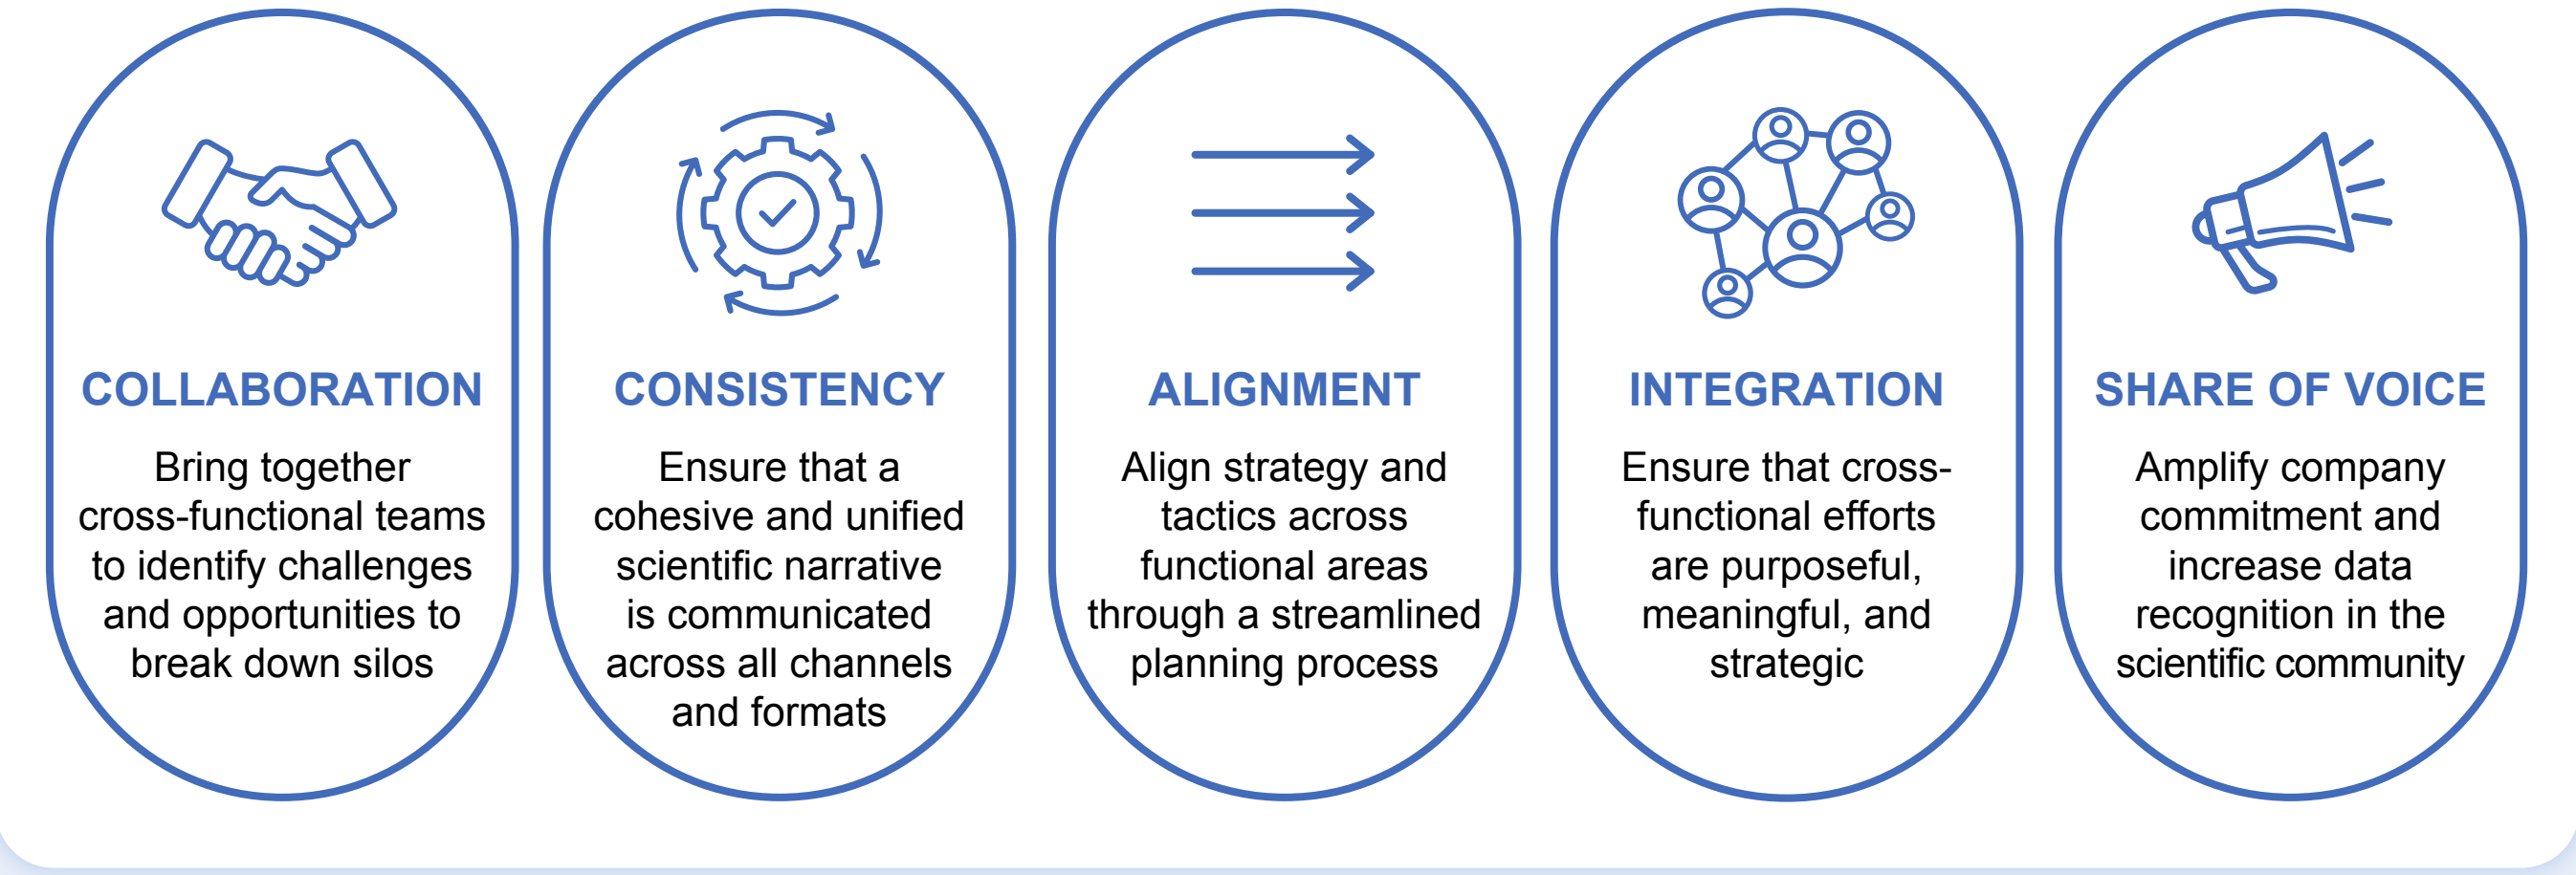 COLLABORATION
Bring together
cross-functional teams
to identify challenges
and opportunities to
break down silos
CONSISTENCY
Ensure that a
cohesive and unified
scientific narrative
is communicated
across all channels
and formats
ALIGNMENT
Align strategy and
tactics across
functional areas
through a streamlined
planning process
INTEGRATION
Ensure that cross-
functional efforts
are purposeful,
meaningful, and
strategic
SHARE OF VOICE
Amplify company
commitment and
increase data
recognition in the
scientific community